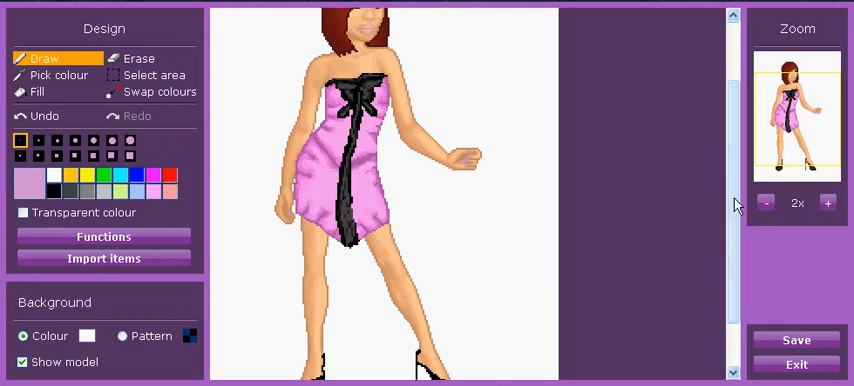 Design
Draw
Erase
Pick colour
Select area
Fill
Swap colours
Undo
Redo
Transparent colour
Functions
Import items
Background
Colour
Pattern
Show model
Zoom
-
2x
+
Save
Exit